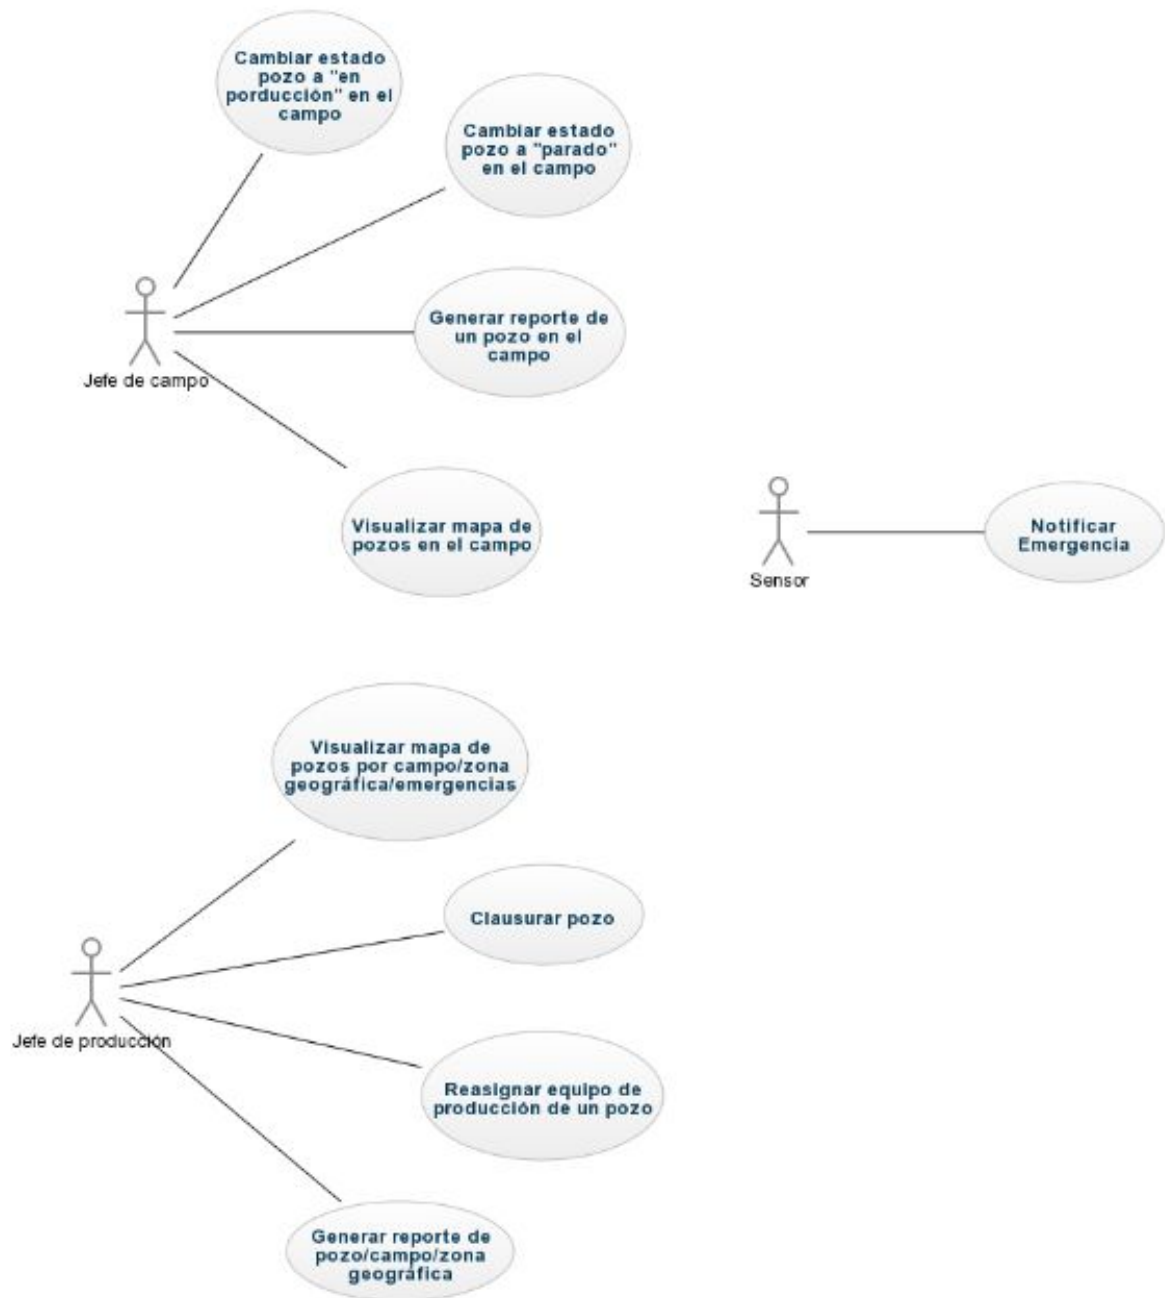 Cambiar estado
pozo a "en
porducción" en el
campo
Cambiar estado
pozo a "parado"
en el campo
Generar reporte de
un pozo en el
campo
Jefe de campo
Visualizar mapa de
pozos en el campo
Notificar
Emergencia
Sensor
Visualizar mapa de
pozos por campo/zona
geográfica/emergencias
Clausurar pozo
Jefe de producción
Reasignar equipo de
producción de un pozo
Generar reporte de
pozo/campo/zona
geográfica